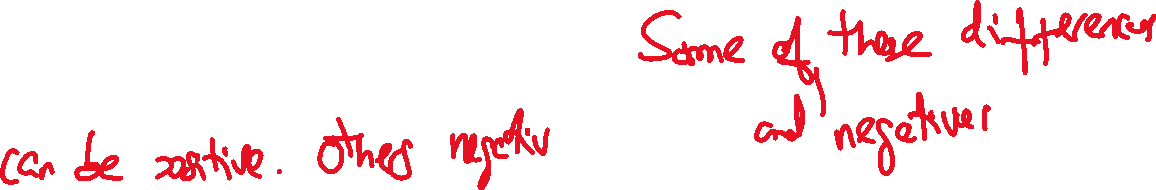 Some of these differences
and negatives
can be positive. Others negativ